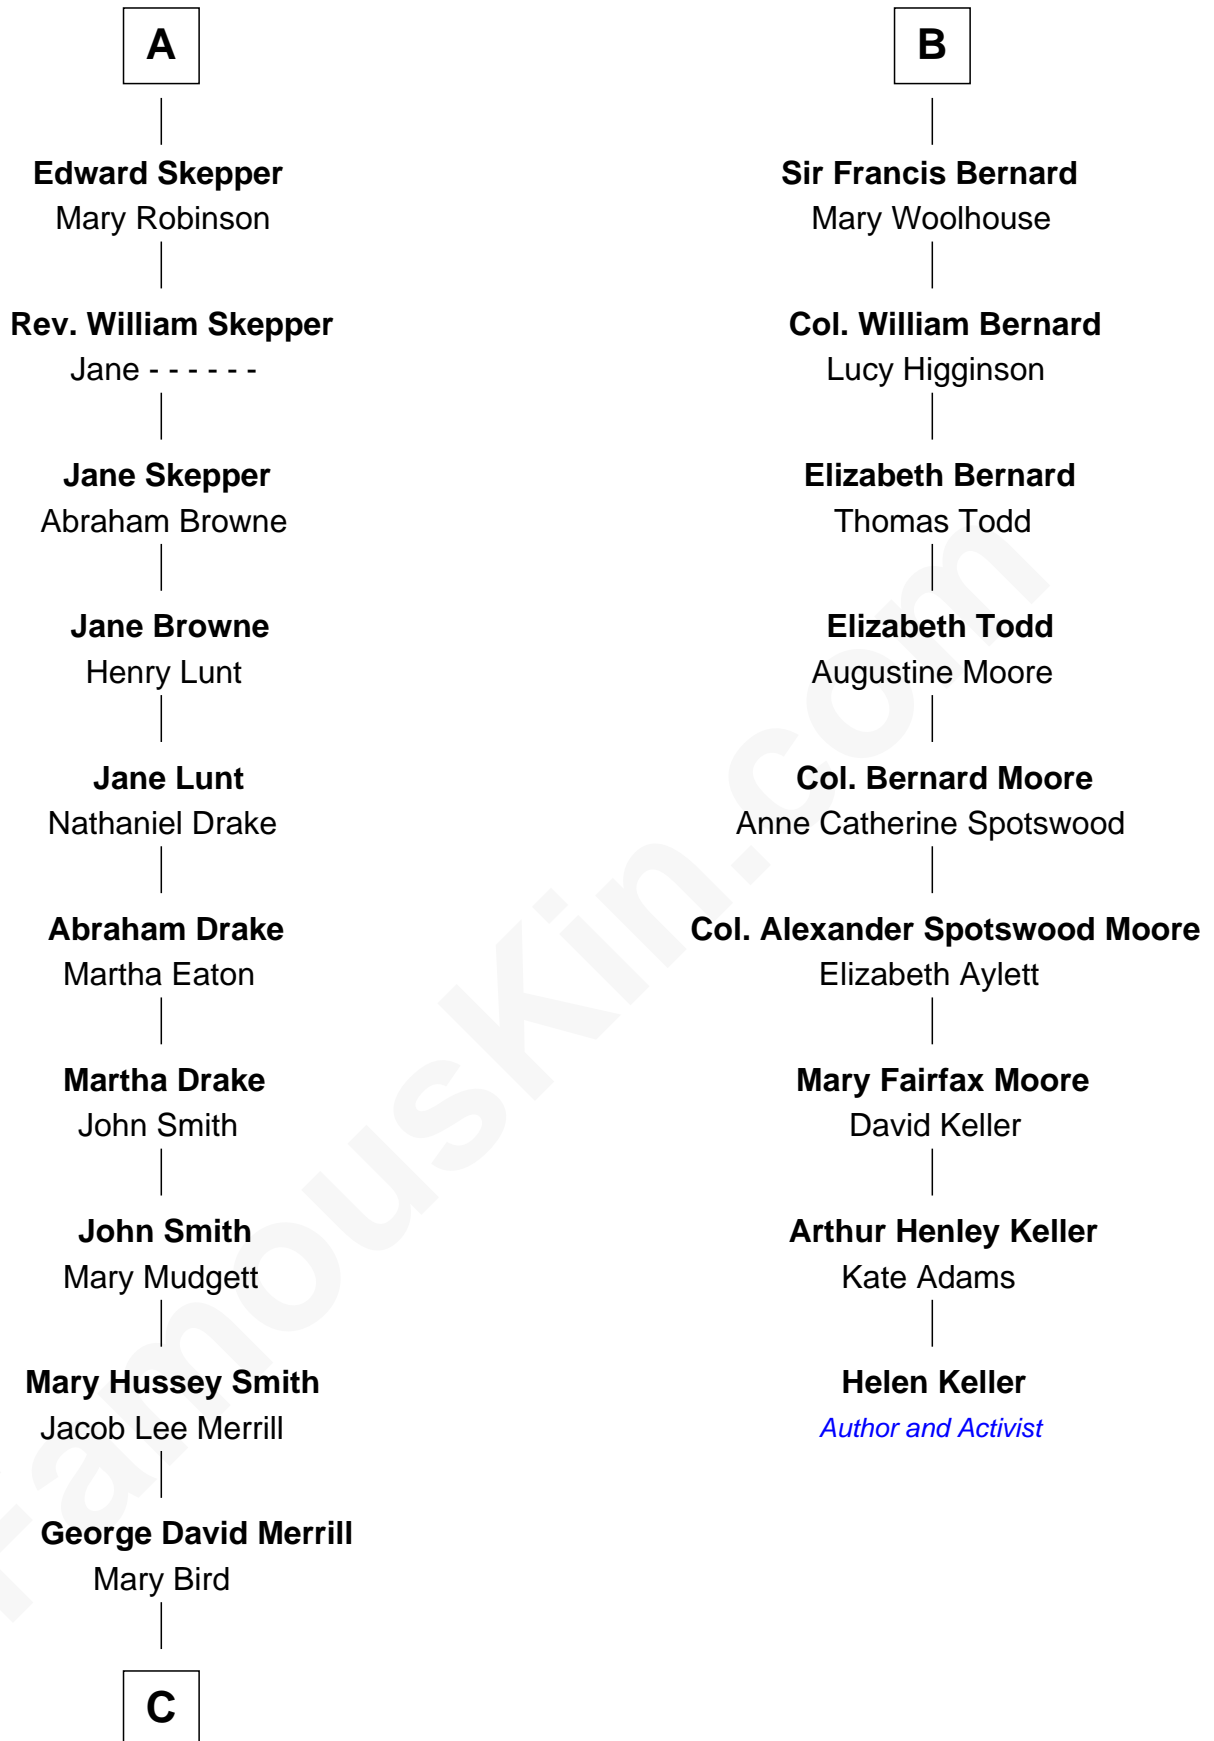 A
Edward Skepper
Mary Robinson
Rev. William Skepper
Jane - - - - - -
Jane Skepper
Abraham Browne
Jane Browne
Henry Lunt
Jane Lunt
Nathaniel Drake
Abraham Drake
Martha Eaton
Martha Drake
John Smith
John Smith
Mary Mudgett
Mary Hussey Smith
Jacob Lee Merrill
George David Merrill
Mary Bird
C
B
Sir Francis Bernard
Mary Woolhouse
Col. William Bernard
Lucy Higginson
Elizabeth Bernard
Thomas Todd
Elizabeth Todd
Augustine Moore
Col. Bernard Moore
Anne Catherine Spotswood
Col. Alexander Spotswood Moore
Elizabeth Aylett
Mary Fairfax Moore
David Keller
Arthur Henley Keller
Kate Adams
Helen Keller
Author and Activist
FamousKin.com